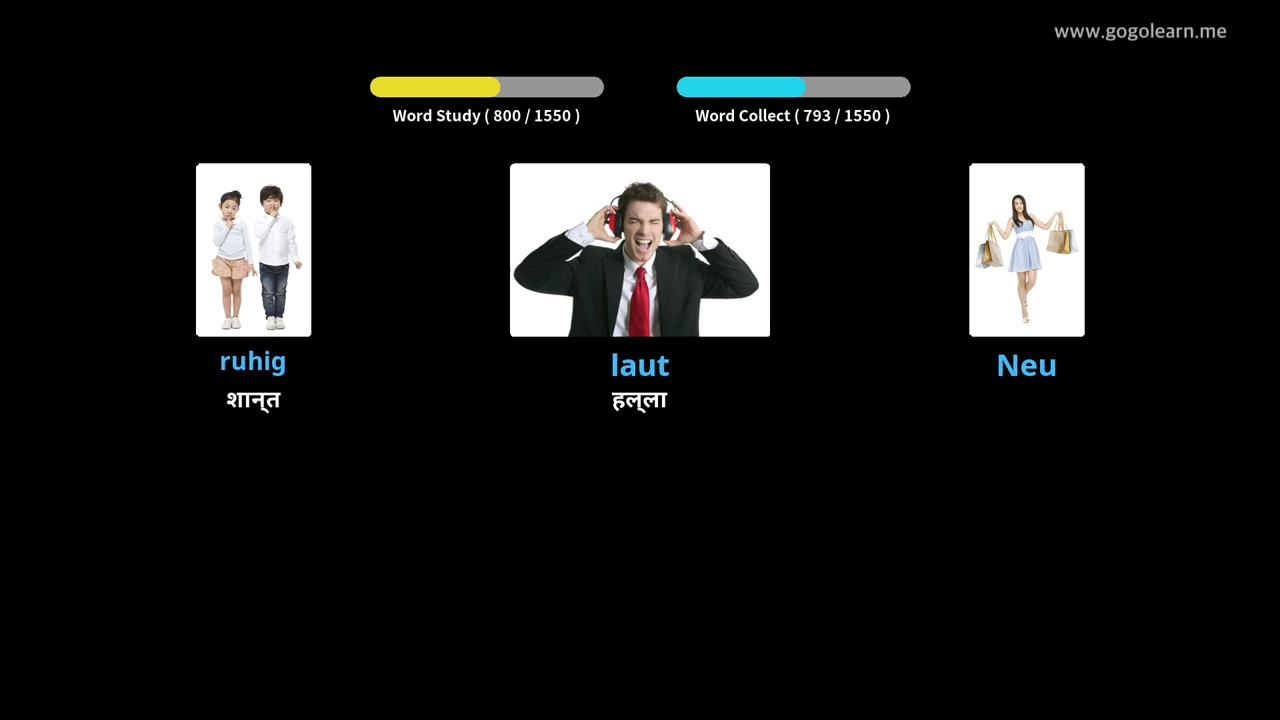 www.gogolearn.me
Word Study ( 800 / 1550 )
Word Collect ( 793 / 1550 )
ruhig
शान्त
laut
हल्ला
Neu